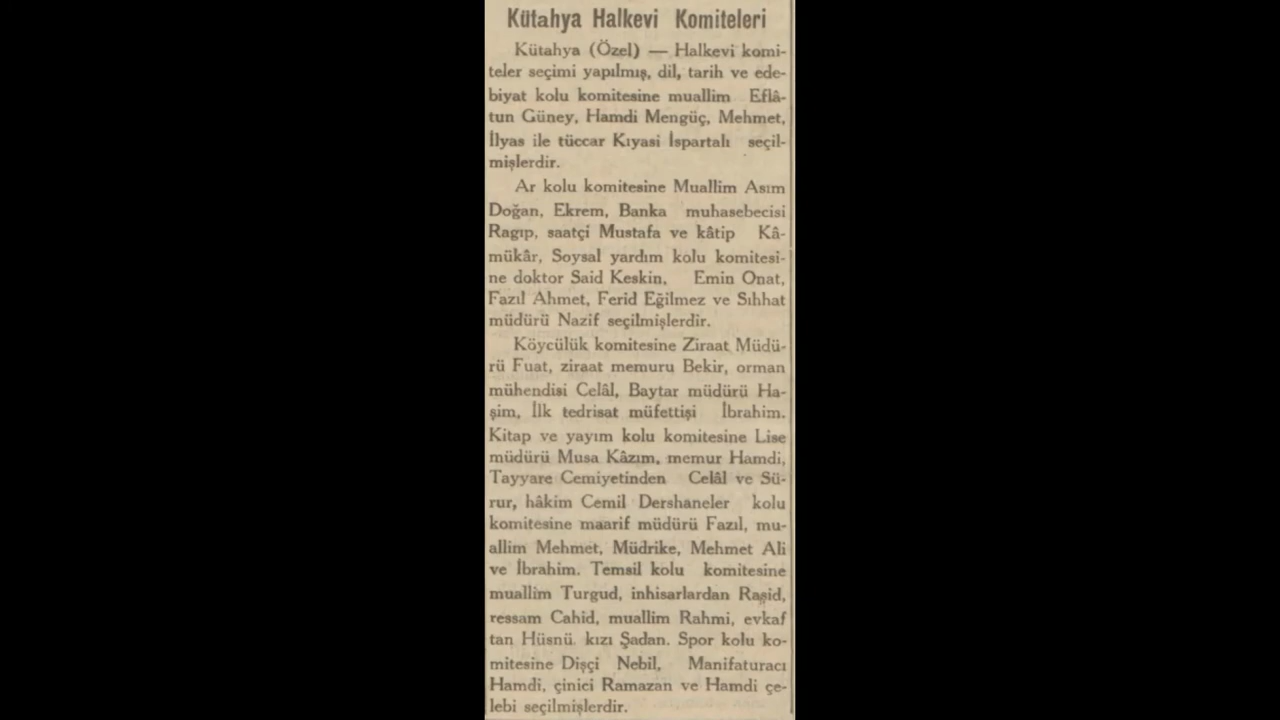 Kütahya Halkevi Komiteleri
Kütahya (Özel) — Halkevi komi-
teler seçimi yapılmış, dil, tarih ve ede-
biyat kolu komitesine muallim Eflâ-
tun Güney, Hamdi Mengüç, Mehmet,
İlyas ile tüccar Kıyasi İspartalı seçil-
mişlerdir.
Ar kolu komitesine Muallim Asım
Doğan, Ekrem, Banka muhasebecisi
Ragıp, saatçi Mustafa ve kâtip Kâ-
mükâr, Soysal yardım kolu komitesi-
ne doktor Said Keskin, Emin Onat,
Fazıl Ahmet, Ferid Eğilmez ve Sıhhat
müdürü Nazif seçilmişlerdir.
Köycülük komitesine Ziraat Müdü-
rü Fuat, ziraat memuru Bekir, orman
mühendisi Celâl, Baytar müdürü Ha-
şim, İlk tedrisat müfettişi İbrahim.
Kitap ve yayım kolu komitesine Lise
müdürü Musa Kâzım, memur Hamdi,
Tayyare Cemiyetinden Celâl ve Sü-
rur, hâkim Cemil Dershaneler kolu
komitesine maarif müdürü Fazıl, mu-
allim Mehmet, Müdrike, Mehmet Ali
ve İbrahim. Temsil kolu komitesine
muallim Turgud, inhisarlardan Raşid,
ressam Cahid, muallim Rahmi, evkaf
tan Hüsnü kızı Şadan. Spor kolu ko-
mitesine Dişçi Nebil, Manifaturacı
Hamdi, çinici Ramazan ve Hamdi çe-
lebi seçilmişlerdir.